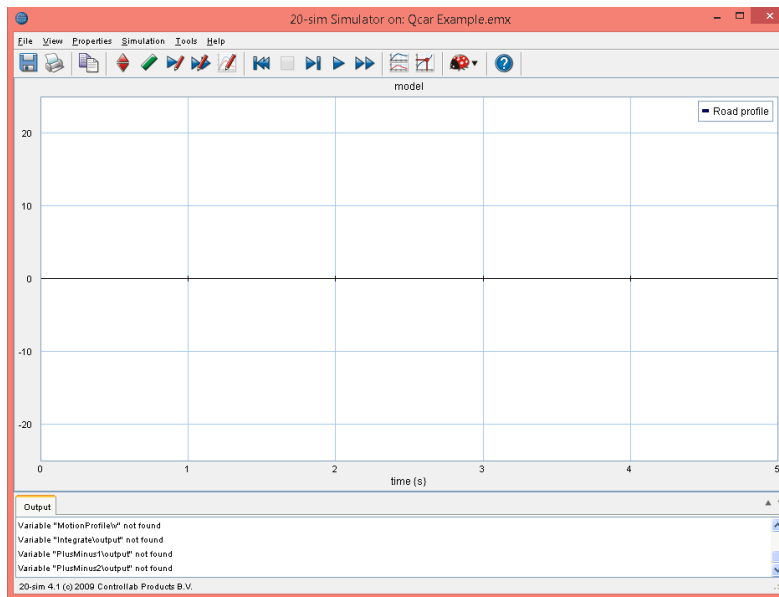 20-sim Simulator on: Qcar Example.emx
File View Properties Simulation Tools Help
model
Road profile
20
10
0
-10
-20
0 1 2 3 4 5
time {s}
Output
Variable "MotionProfile\v" not found
Variable "Integrate\output" not found
Variable "PlusMinus1\output" not found
Variable "PlusMinus2\output" not found
20-sim 4.1 (c) 2009 Controllab Products B.V.